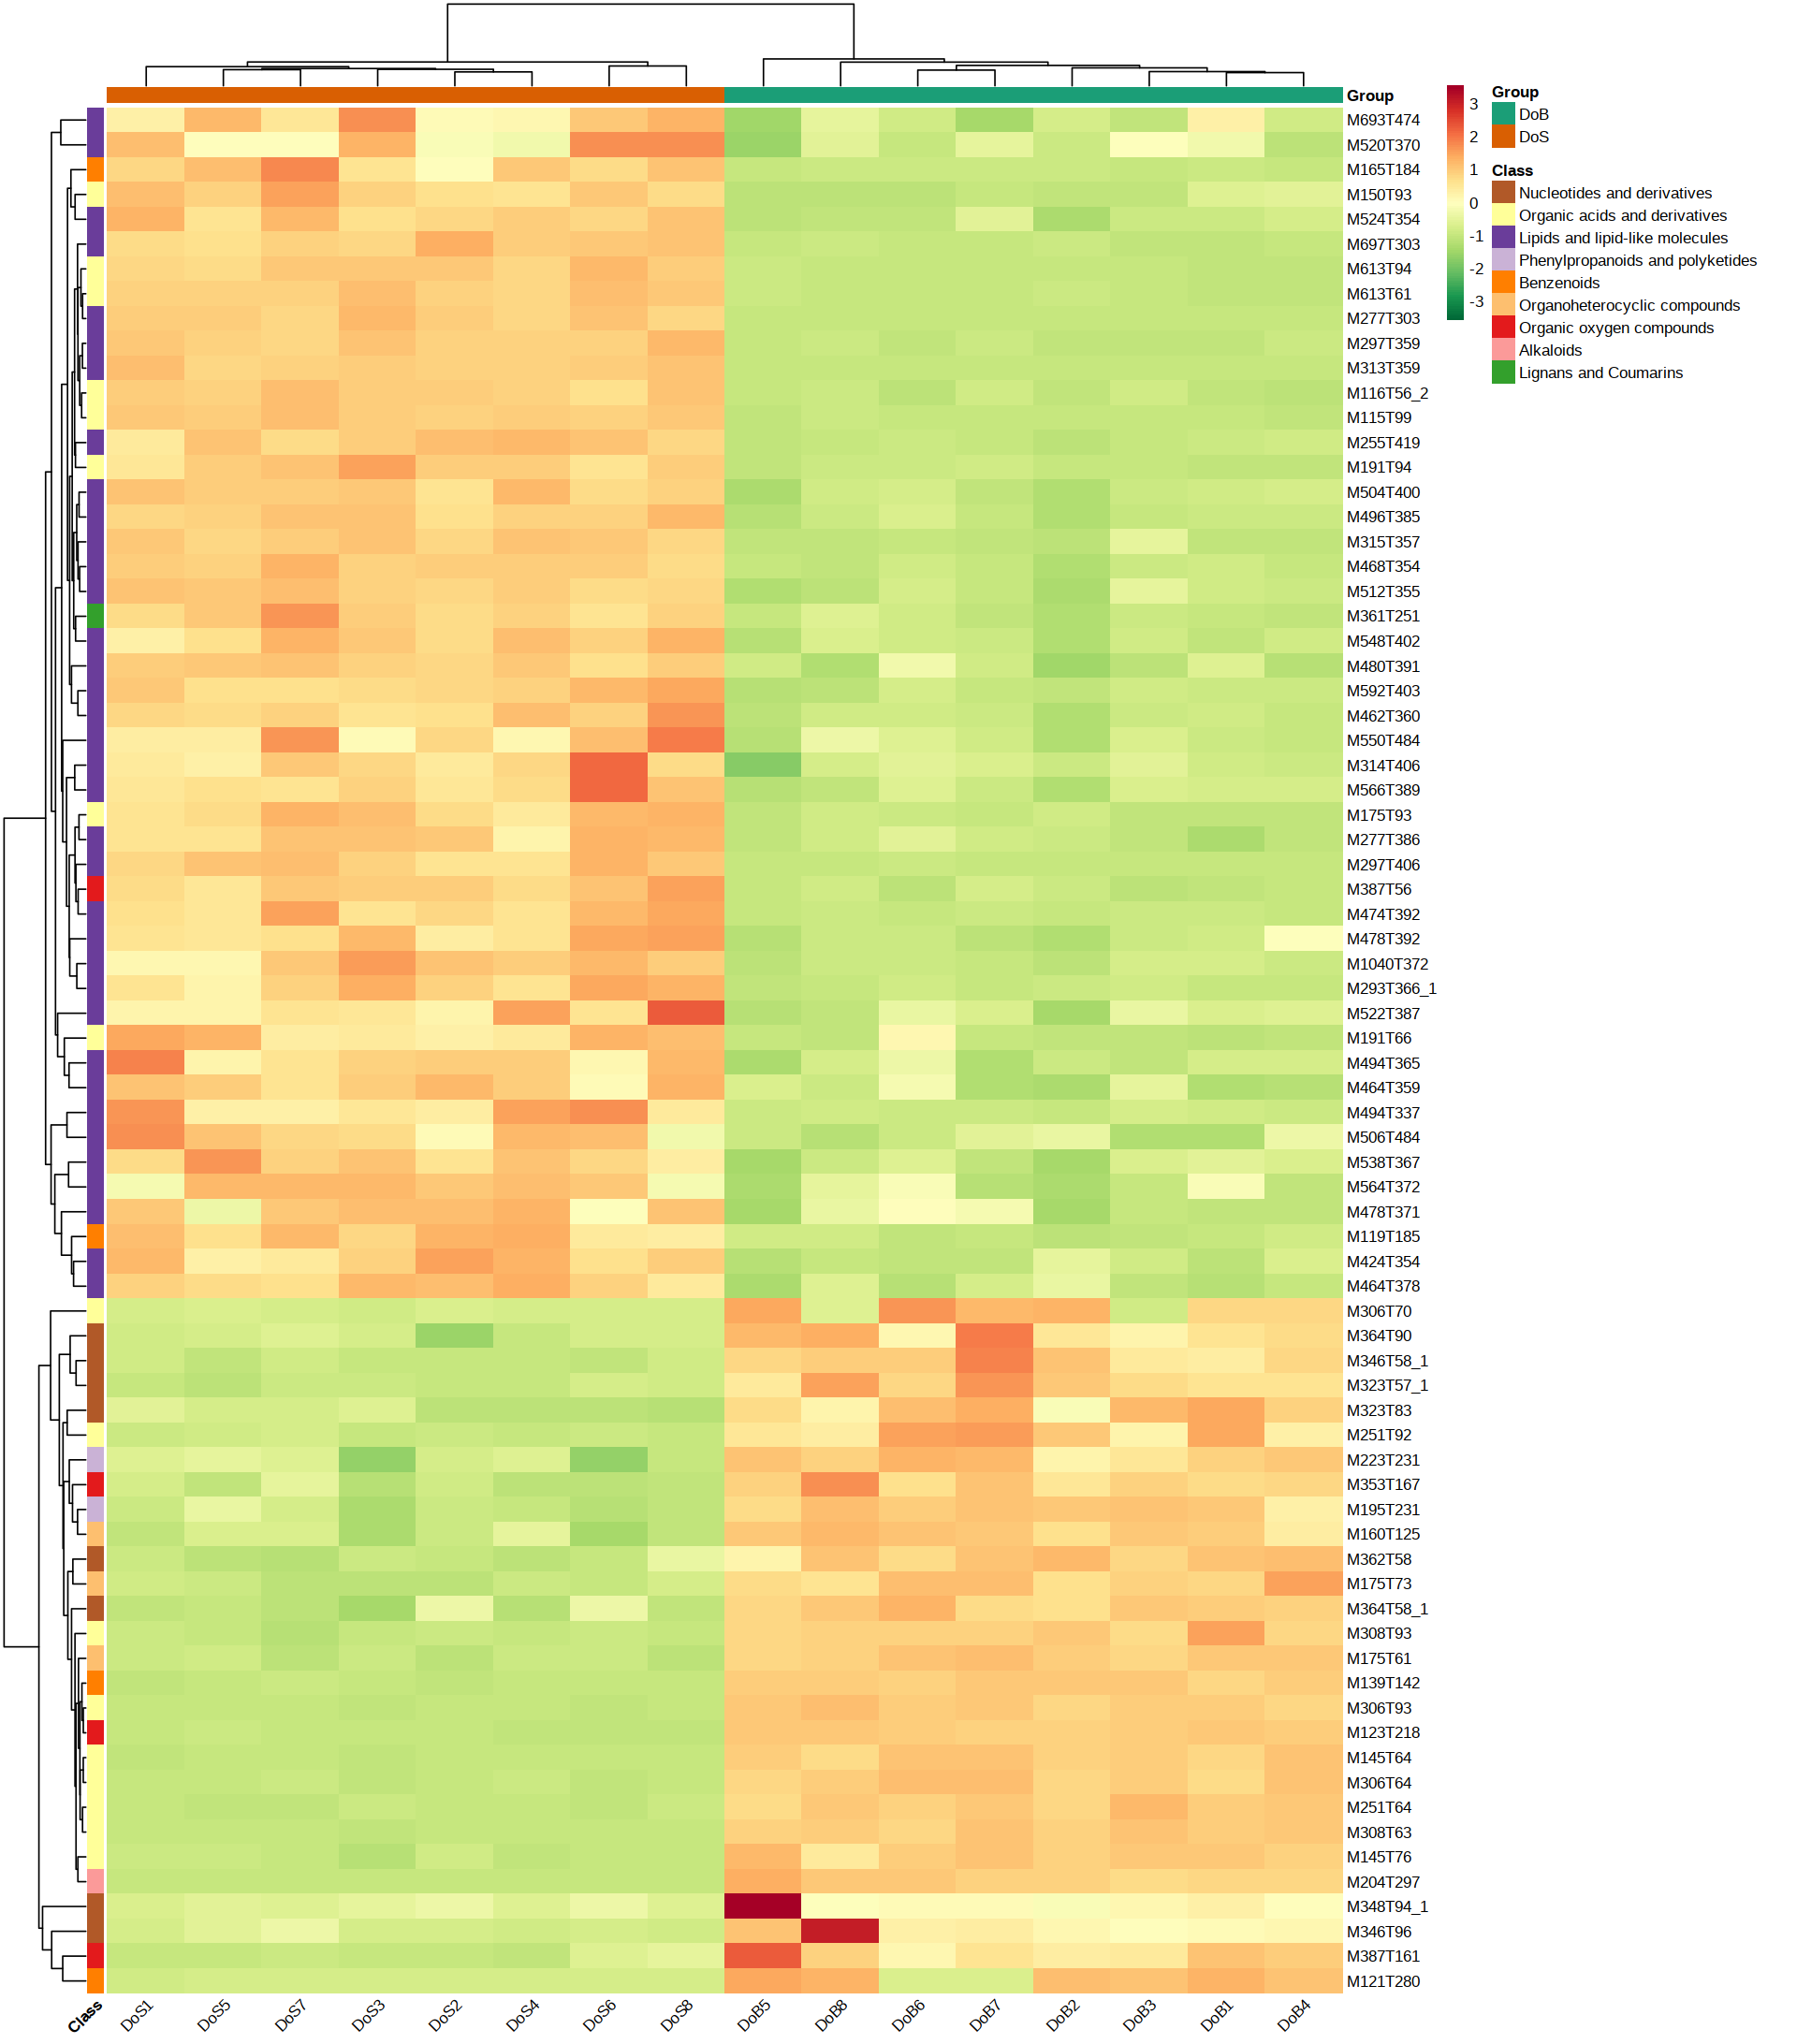 Group
M693T474
M520T370
M165T184
M150T93
M524T354
M697T303
M613T94
M613T61
M277T303
M297T359
M313T359
M116T56_2
M115T99
M255T419
M191T94
M504T400
M496T385
M315T357
M468T354
M512T355
M361T251
M548T402
M480T391
M592T403
M462T360
M550T484
M314T406
M566T389
M175T93
M277T386
M297T406
M387T56
M474T392
M478T392
M1040T372
M293T366_1
M522T387
M191T66
M494T365
M464T359
M494T337
M506T484
M538T367
M564T372
M478T371
M119T185
M424T354
M464T378
M306T70
M364T90
M346T58_1
M323T57_1
M323T83
M251T92
M223T231
M353T167
M195T231
M160T125
M362T58
M175T73
M364T58_1
M308T93
M175T61
M139T142
M306T93
M123T218
M145T64
M306T64
M251T64
M308T63
M145T76
M204T297
M348T94_1
M346T96
M387T161
M121T280
Class
DoS1
DoS5
DoS7
DoS3
DoS2
DoS4
DoS6
DoS8
DoB5
DoB8
DoB6
DoB7
DoB2
DoB3
DoB1
DoB4
3
2
1
0
-1
-2
-3
Group
DoB
DoS
Class
Nucleotides and derivatives
Organic acids and derivatives
Lipids and lipid-like molecules
Phenylpropanoids and polyketides
Benzenoids
Organoheterocyclic compounds
Organic oxygen compounds
Alkaloids
Lignans and Coumarins